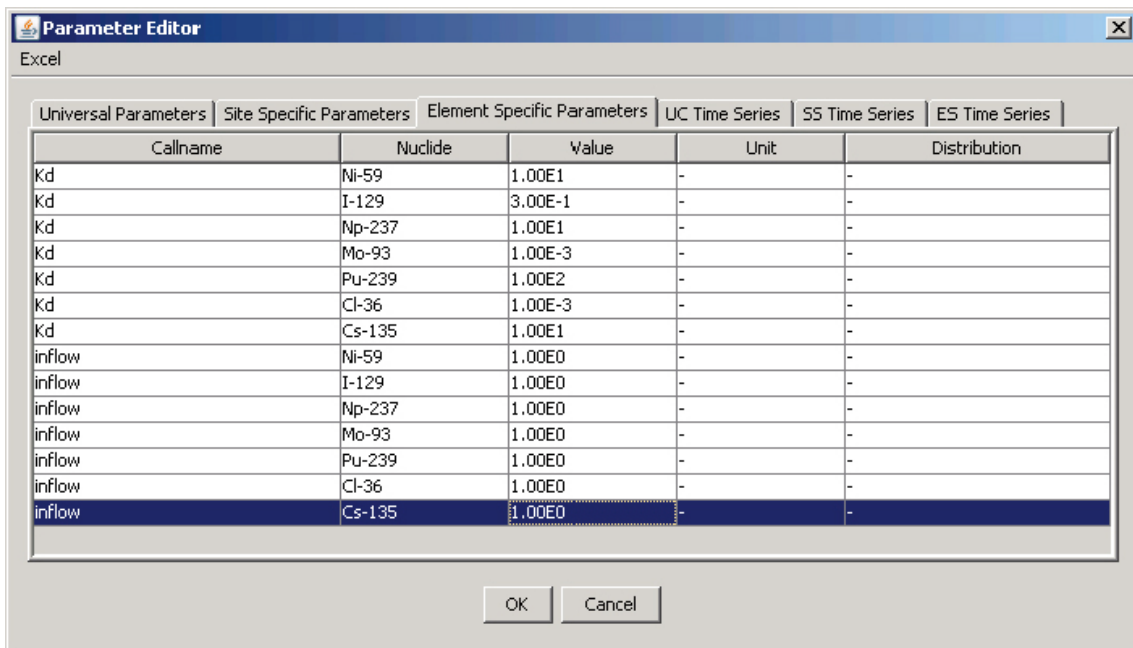 Parameter Editor
Excel
Universal Parameters Site Specific Parameters Element Specific Parameters UC Time Series SS Time Series ES Time Series
Callname Nuclide Value Unit Distribution
Kd Ni-59 1.00E1 - -
Kd I-129 3.00E-1 - -
Kd Np-237 1.00E1 - -
Kd Mo-93 1.00E-3 - -
Kd Pu-239 1.00E2 - -
Kd Cl-36 1.00E-3 - -
Kd Cs-135 1.00E1 - -
inflow Ni-59 1.00E0 - -
inflow I-129 1.00E0 - -
inflow Np-237 1.00E0 - -
inflow Mo-93 1.00E0 - -
inflow Pu-239 1.00E0 - -
inflow Cl-36 1.00E0 - -
inflow Cs-135 1.00E0 - -
OK Cancel